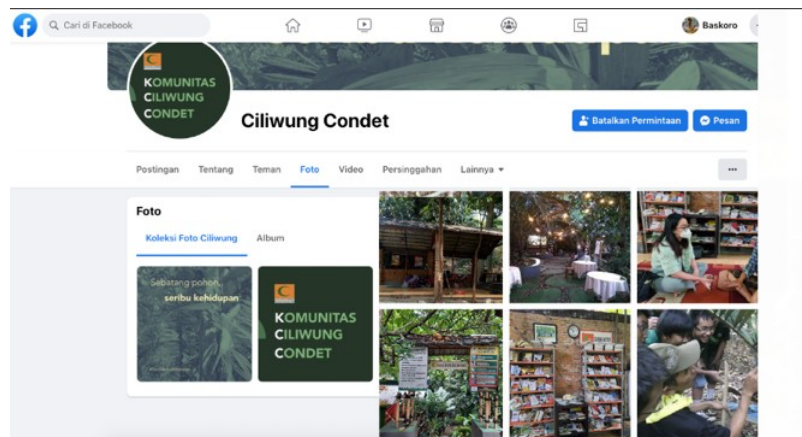 Cari di Facebook
Baskoro
KOMUNITAS
CILIWUNG
CONDET
Ciliwung Condet
Batalkan Permintaan
Pesan
Postingan Tentang Teman Foto Video Persinggahan Lainnya
Foto
Koleksi Foto Ciliwung Album
Sebatang pohon,
seribu kehidupan
KOMUNITAS
CILIWUNG
CONDET